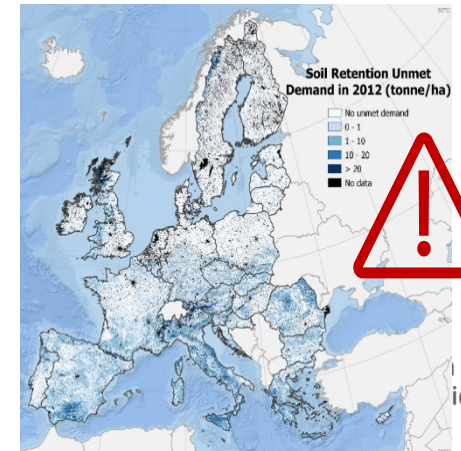 Soil Retention Unmet
Demand in 2012 (tonne/ha)
No unmet demand
0 - 1
1 - 10
10 - 20
> 20
No data